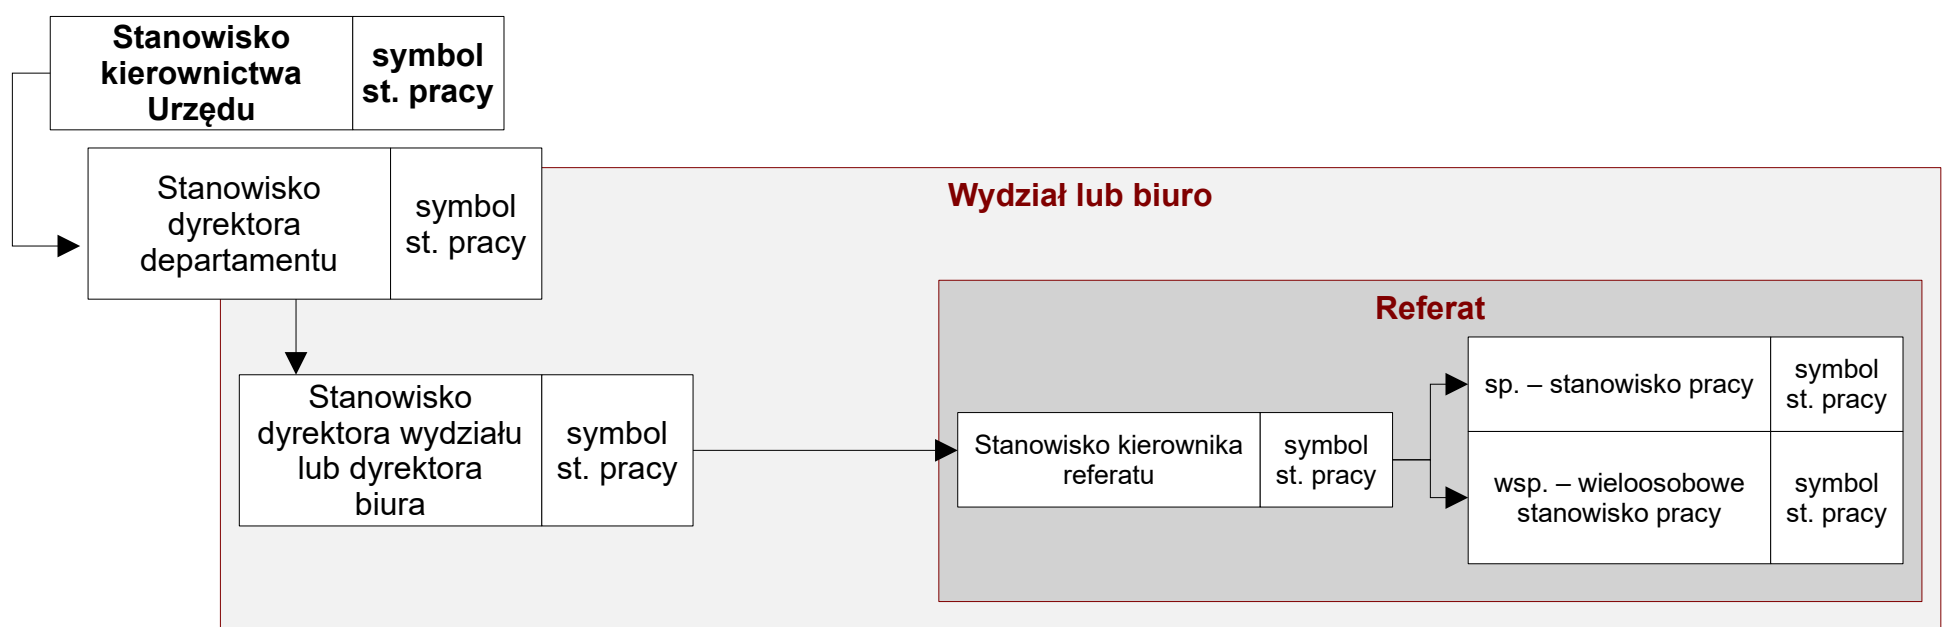 Stanowisko
kierownictwa
Urzędu
symbol
st. pracy
Stanowisko
dyrektora
departamentu
symbol
st. pracy
Wydział lub biuro
Referat
Stanowisko
dyrektora wydziału
lub dyrektora
biura
symbol
st. pracy
Stanowisko kierownika
referatu
symbol
st. pracy
sp. – stanowisko pracy
symbol
st. pracy
wsp. – wieloosobowe
stanowisko pracy
symbol
st. pracy